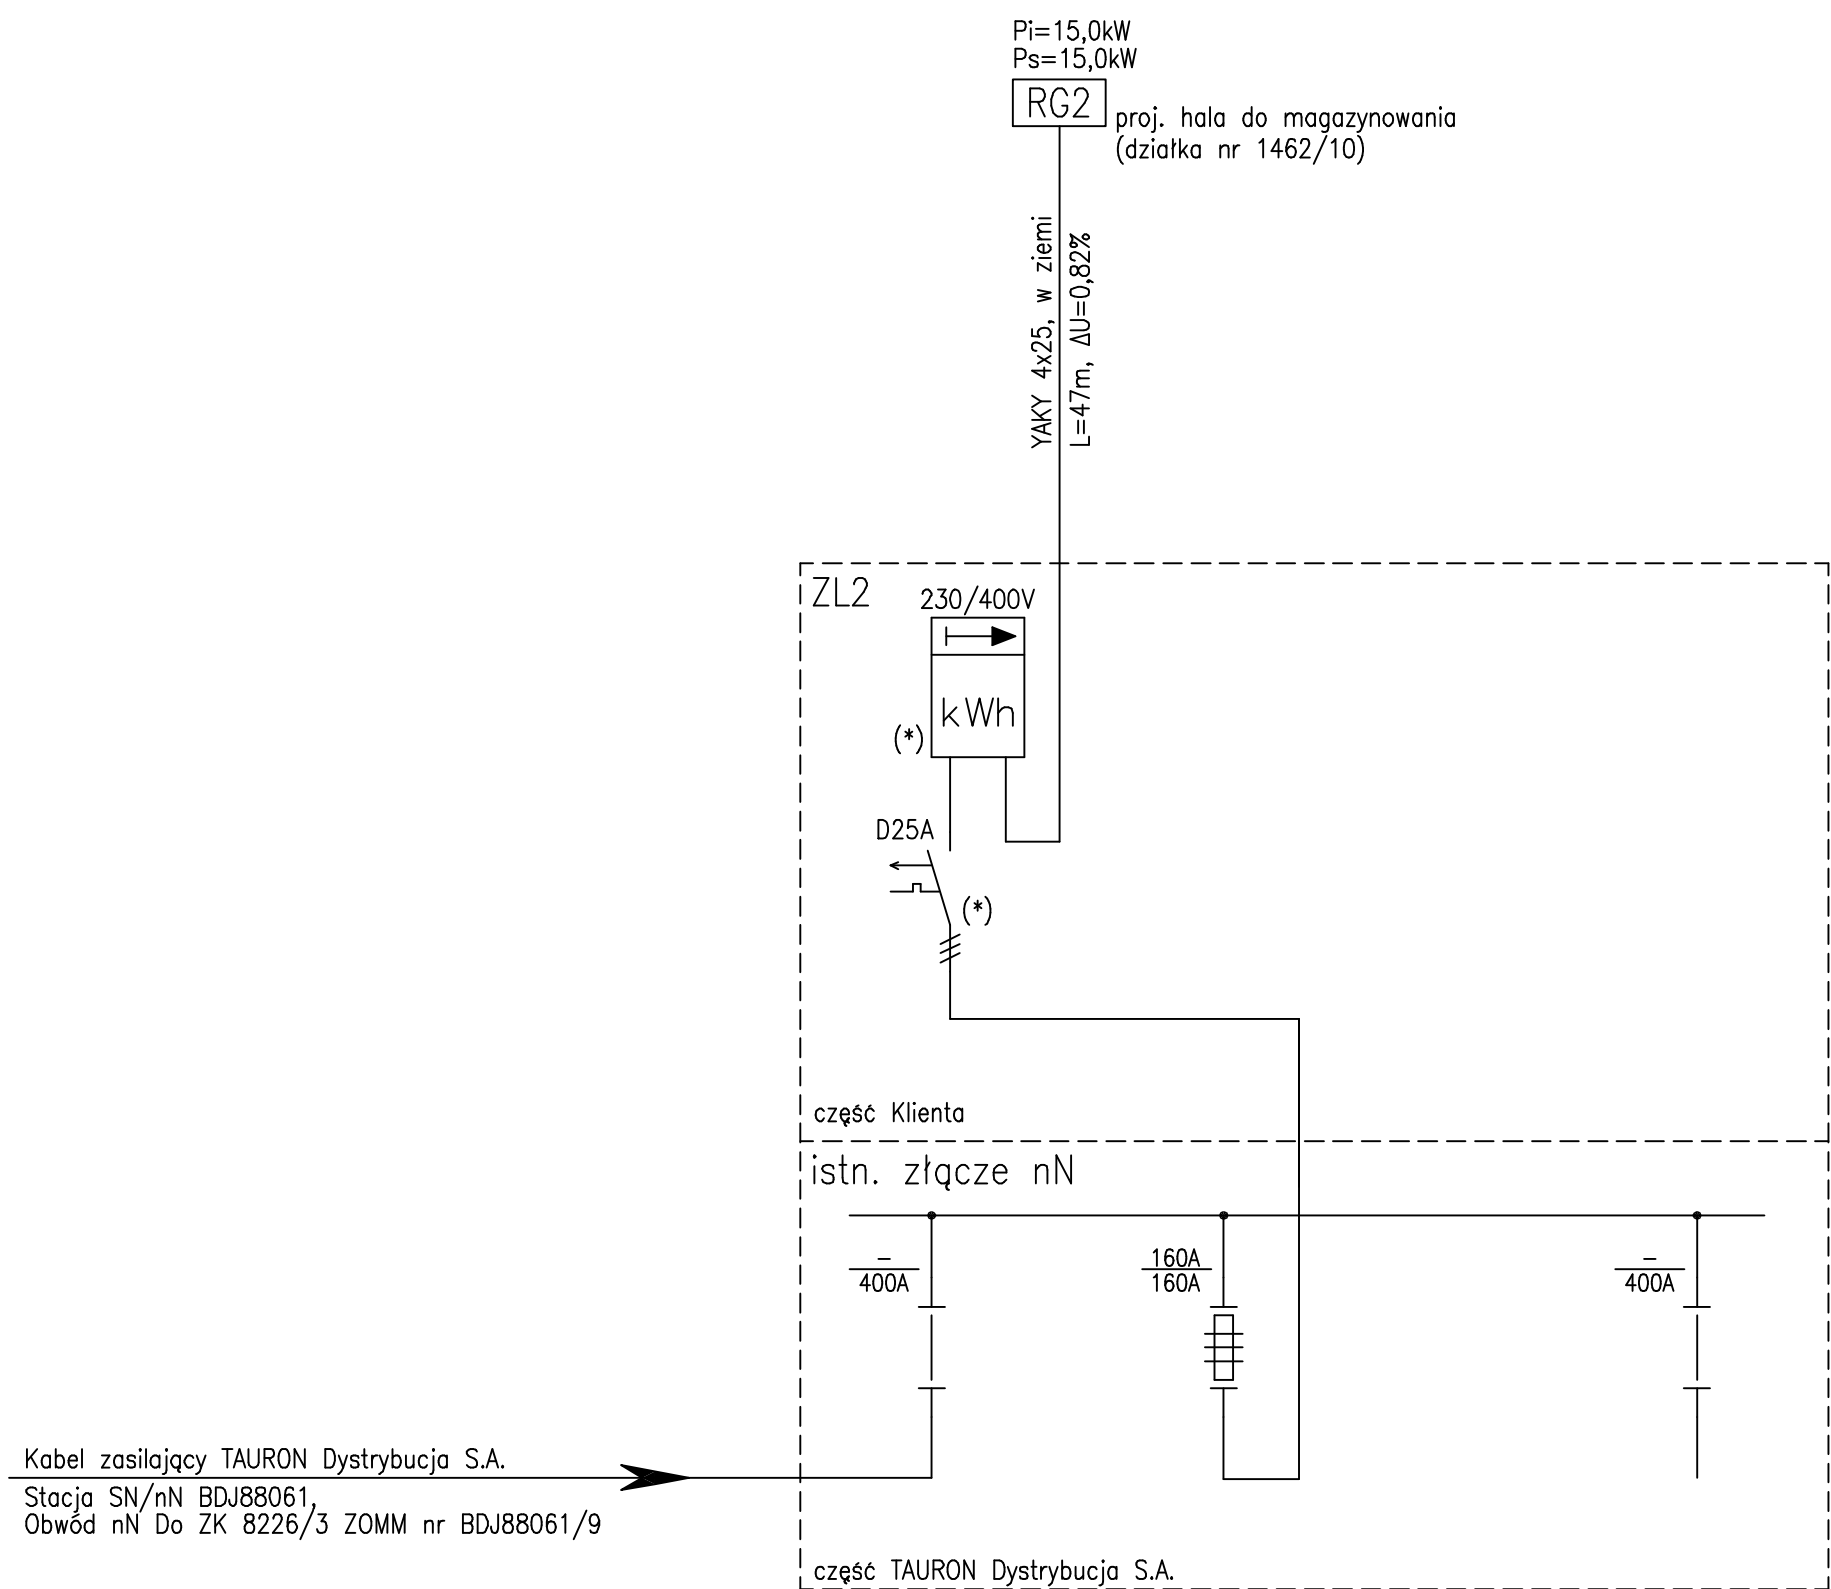 Pi=15,0kW
Ps=15,0kW
RG2
proj. hala do magazynowania
(działka nr 1462/10)
YAKY 4x25, w ziemi
L=47m, ΔU=0,82%
ZL2
230/400V
kWh
(*)
D25A
(*)
część Klienta
istn. złącze nN
–
400A
160A
160A
–
400A
Kabel zasilający TAURON Dystrybucja S.A.
Stacja SN/nN BDJ88061,
Obwód nN Do ZK 8226/3 ZOMM nr BDJ88061/9
część TAURON Dystrybucja S.A.